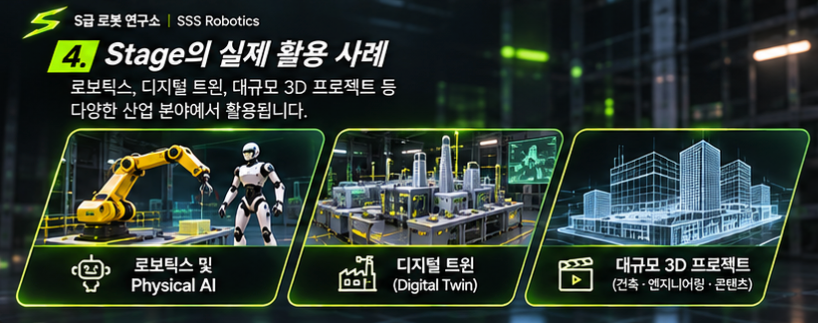 S급 로봇 연구소 | SSS Robotics
4. Stage의 실제 활용 사례
로보틱스, 디지털 트윈, 대규모 3D 프로젝트 등
다양한 산업 분야에서 활용됩니다.
로보틱스 및
Physical AI
디지털 트윈
(Digital Twin)
대규모 3D 프로젝트
(건축 · 엔지니어링 · 콘텐츠)